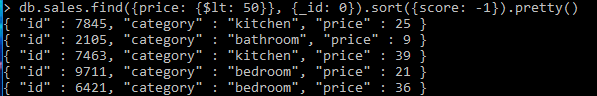 > db.sales.find({price: {$lt: 50}}, {_id: 0}).sort({score: -1}).pretty()
{ "id" : 7845, "category" : "kitchen", "price" : 25 }
{ "id" : 2105, "category" : "bathroom", "price" : 9 }
{ "id" : 7463, "category" : "kitchen", "price" : 39 }
{ "id" : 9711, "category" : "bedroom", "price" : 21 }
{ "id" : 6421, "category" : "bedroom", "price" : 36 }